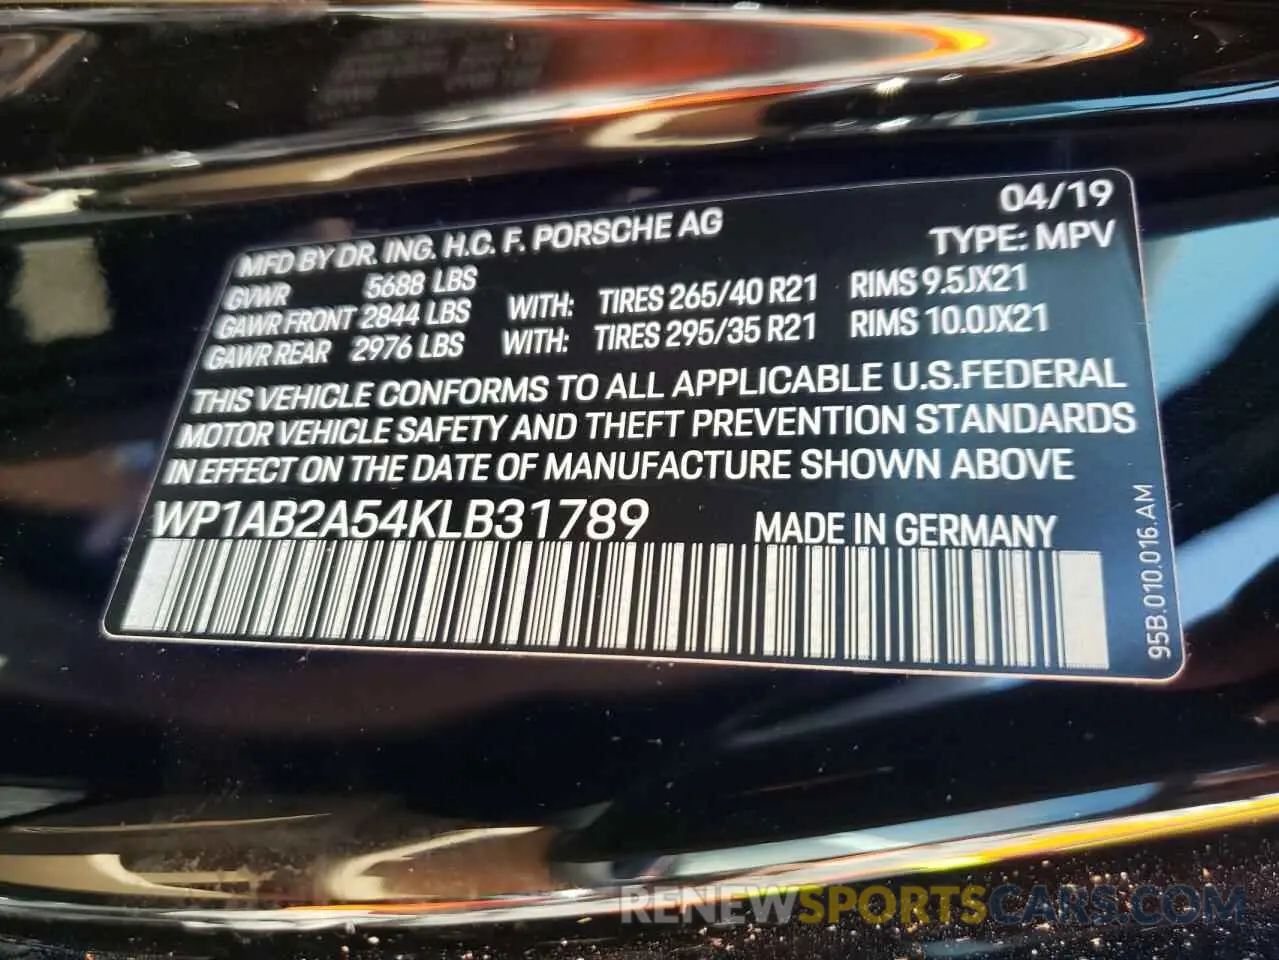 04/19
MFD BY DR. ING. H.C. F. PORSCHE AG TYPE: MPV
GVWR 5688 LBS
GAWR FRONT 2844 LBS WITH: TIRES 265/40 R21 RIMS 9.5JX21
GAWR REAR 2976 LBS WITH: TIRES 295/35 R21 RIMS 10.0JX21
THIS VEHICLE CONFORMS TO ALL APPLICABLE U.S.FEDERAL
MOTOR VEHICLE SAFETY AND THEFT PREVENTION STANDARDS
IN EFFECT ON THE DATE OF MANUFACTURE SHOWN ABOVE
WP1AB2A54KLB31789 MADE IN GERMANY
95B.010.016.AM
RENEWSPORTSCARS.COM